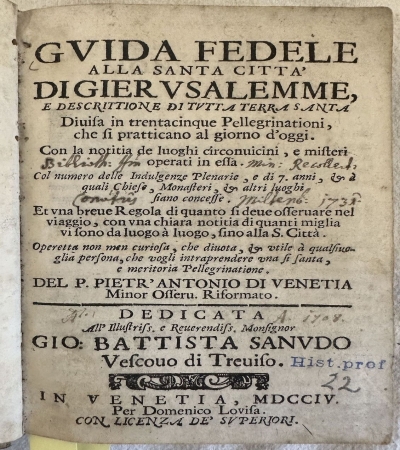 GVIDA FEDELE
ALLA SANTA CITTA'
DI GIERVSALEMME,
E DESCRITTIONE DI TVTTA TERRA SANTA
Diuisa in trentacinque Pellegrinationi,
che si pratticano al giorno d'oggi.
Con la notitia de luoghi circonuicini, e misteri
operati in essa. Recollect.
Col numero delle Indulgenze Plenarie, e di 7. anni, & à
quali Chiese, Monasteri, & altri luoghi
siano concesse. 1731
Et vna breue Regola di quanto si deue osseruare nel
viaggio, con vna chiara notitia di quanti miglia
vi sono da luogo à luogo, sino alla S. Città.
Operetta non men curiosa, che diuota, & vtile à qualsiuo-
glia persona, che vogli intraprendere vna si santa,
e meritoria Pellegrinatione.
DEL P. PIETR'ANTONIO DI VENETIA
Minor Osseru. Riformato.
DEDICATA
A. 1708.
All' Illustriss. e Reuerendiss. Monsignor
GIO: BATTISTA SANVDO
Vescouo di Treuiso.
Hist. prof
22
IN VENETIA, MDCCIV.
Per Domenico Louisa.
CON LICENZA DE' SVPERIORI.